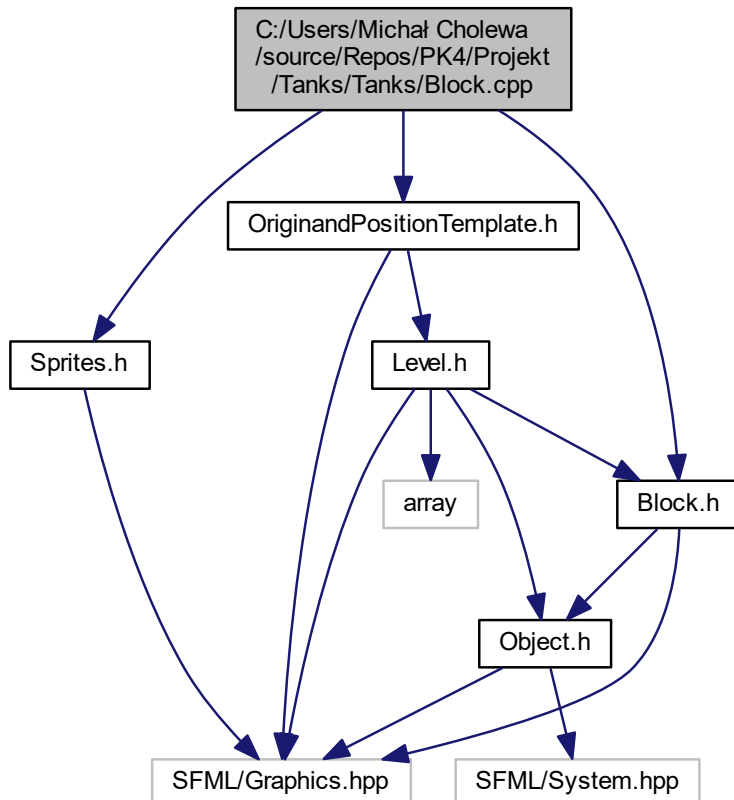 C:/Users/Michał Cholewa
/source/Repos/PK4/Projekt
/Tanks/Tanks/Block.cpp
OriginandPositionTemplate.h
Sprites.h
Level.h
array
Block.h
Object.h
SFML/Graphics.hpp
SFML/System.hpp